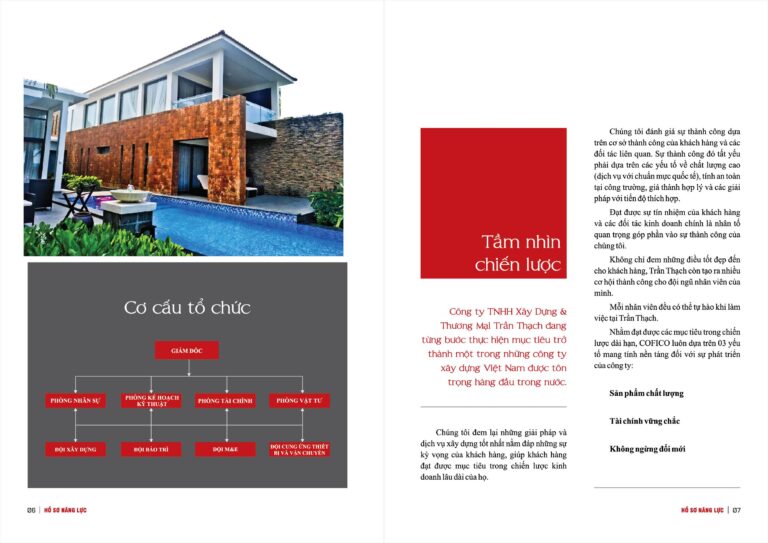 Cơ cấu tổ chức
GIÁM ĐỐC
PHÒNG NHÂN SỰ
PHÒNG KẾ HOẠCH
KỸ THUẬT
PHÒNG TÀI CHÍNH
PHÒNG VẬT TƯ
ĐỘI XÂY DỰNG
ĐỘI BẢO TRÌ
ĐỘI M&E
ĐỘI CUNG ỨNG THIẾT
BỊ VÀ VẬN CHUYỂN
06 | HỒ SƠ NĂNG LỰC
Tầm nhìn
chiến lược
Công ty TNHH Xây Dựng &
Thương Mại Trần Thạch đang
từng bước thực hiện mục tiêu trở
thành một trong những công ty
xây dựng Việt Nam được tôn
trọng hàng đầu trong nước.
Chúng tôi đem lại những giải pháp và
dịch vụ xây dựng tốt nhất nằm đáp những sự
kỳ vọng của khách hàng, giúp khách hàng
đạt được mục tiêu trong chiến lược kinh
doanh lâu dài của họ.
Chúng tôi đánh giá sự thành công dựa
trên cơ sở thành công của khách hàng và các
đối tác liên quan. Sự thành công đó tất yếu
phải dựa trên các yếu tố về chất lượng cao
(dịch vụ với chuẩn mực quốc tế), tính an toàn
tại công trường, giá thành hợp lý và các giải
pháp với tiến độ thích hợp.
Đạt được sự tín nhiệm của khách hàng
và các đối tác kinh doanh chính là nhân tố
quan trọng góp phần vào sự thành công của
chúng tôi.
Không chỉ đem những điều tốt đẹp đến
cho khách hàng, Trần Thạch còn tạo ra nhiều
cơ hội thành công cho đội ngũ nhân viên của
mình.
Mỗi nhân viên đều có thể tự hào khi làm
việc tại Trần Thạch.
Nhắm đạt được các mục tiêu trong chiến
lược dài hạn, COFICO luôn dựa trên 03 yếu
tố mang tính nền tảng đối với sự phát triển
của công ty:
Sản phẩm chất lượng
Tài chính vững chắc
Không ngừng đổi mới
HỒ SƠ NĂNG LỰC | 07